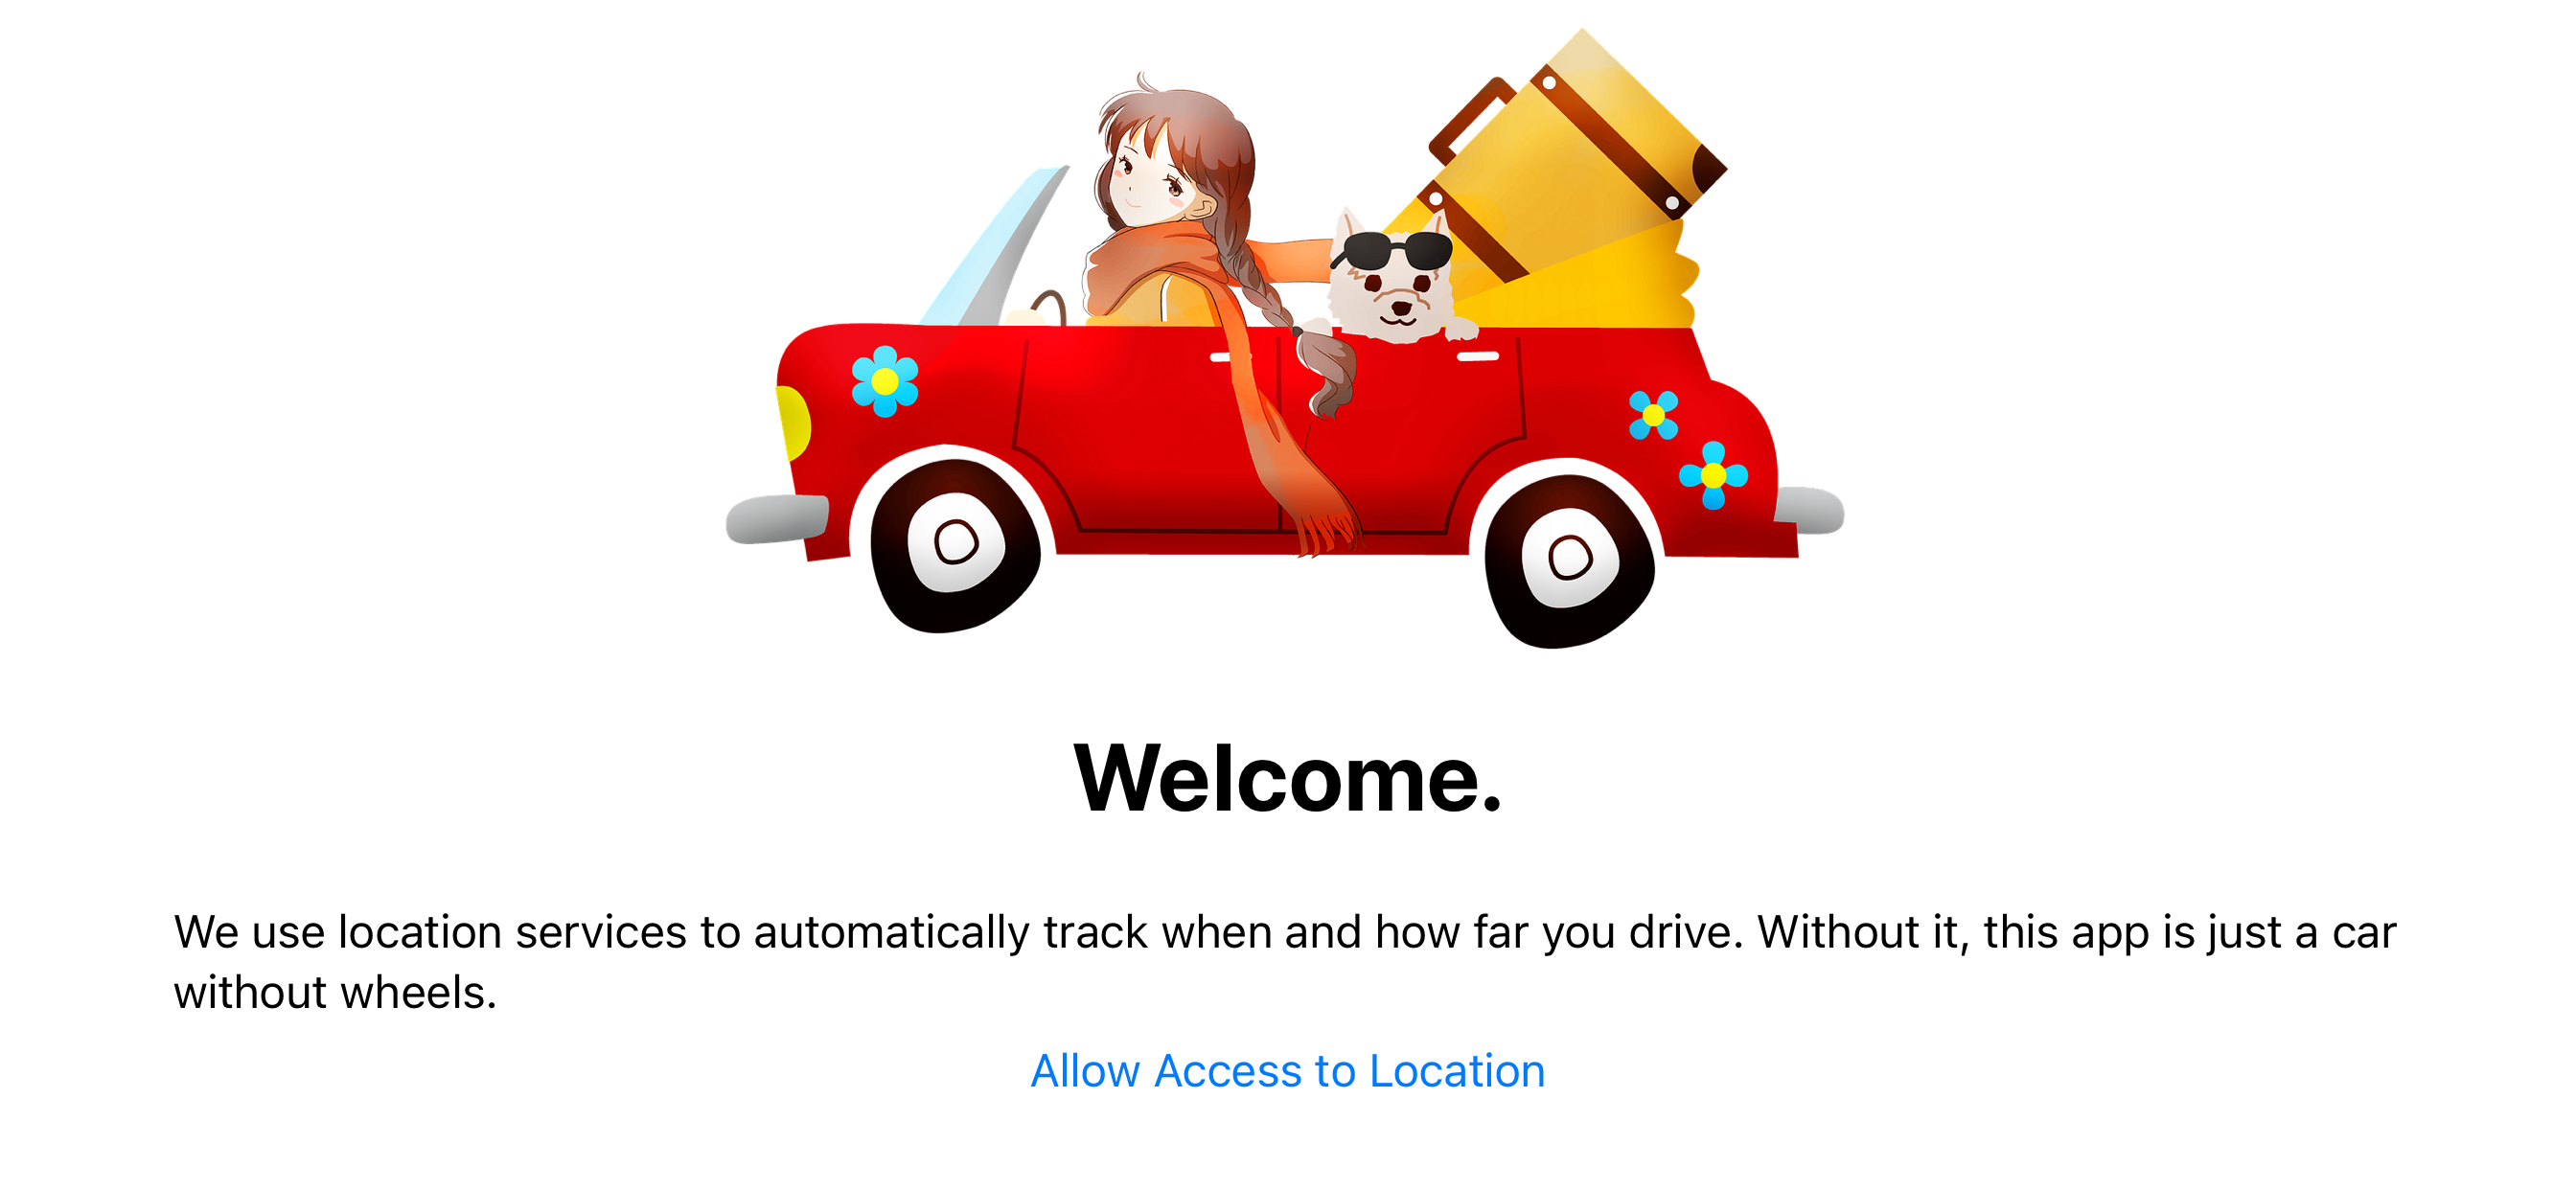 Welcome.
We use location services to automatically track when and how far you drive. Without it, this app is just a car
without wheels.
Allow Access to Location